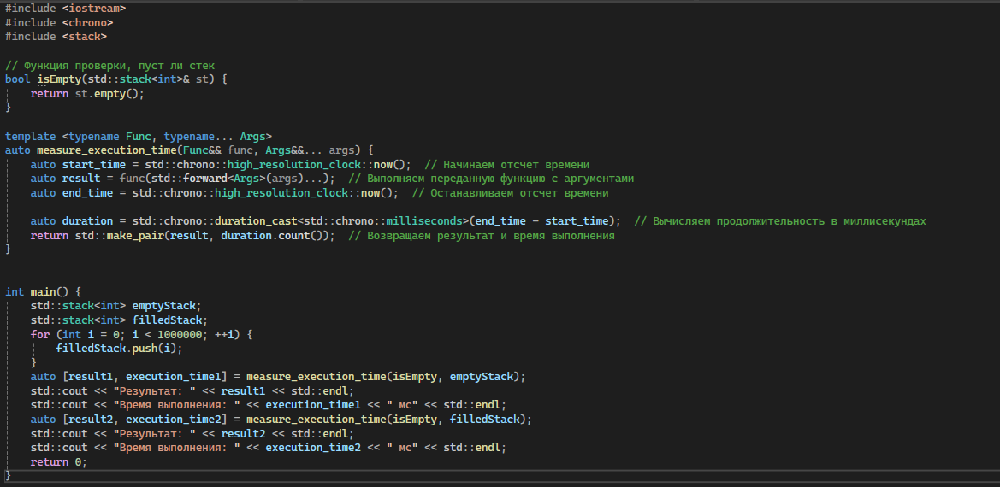 #include <iostream>
#include <chrono>
#include <stack>
// Функция проверки, пуст ли стек
bool isEmpty(std::stack<int>& st) {
    return st.empty();
}
template <typename Func, typename... Args>
auto measure_execution_time(Func&& func, Args&&... args) {
    auto start_time = std::chrono::high_resolution_clock::now();  // Начинаем отсчет времени
    auto result = func(std::forward<Args>(args)...);  // Выполняем переданную функцию с аргументами
    auto end_time = std::chrono::high_resolution_clock::now();  // Останавливаем отсчет времени
    auto duration = std::chrono::duration_cast<std::chrono::milliseconds>(end_time - start_time);  // Вычисляем продолжительность в миллисекундах
    return std::make_pair(result, duration.count());  // Возвращаем результат и время выполнения
}
int main() {
    std::stack<int> emptyStack;
    std::stack<int> filledStack;
    for (int i = 0; i < 1000000; ++i) {
        filledStack.push(i);
    }
    auto [result1, execution_time1] = measure_execution_time(isEmpty, emptyStack);
    std::cout << "Результат: " << result1 << std::endl;
    std::cout << "Время выполнения: " << execution_time1 << " мс" << std::endl;
    auto [result2, execution_time2] = measure_execution_time(isEmpty, filledStack);
    std::cout << "Результат: " << result2 << std::endl;
    std::cout << "Время выполнения: " << execution_time2 << " мс" << std::endl;
    return 0;
}